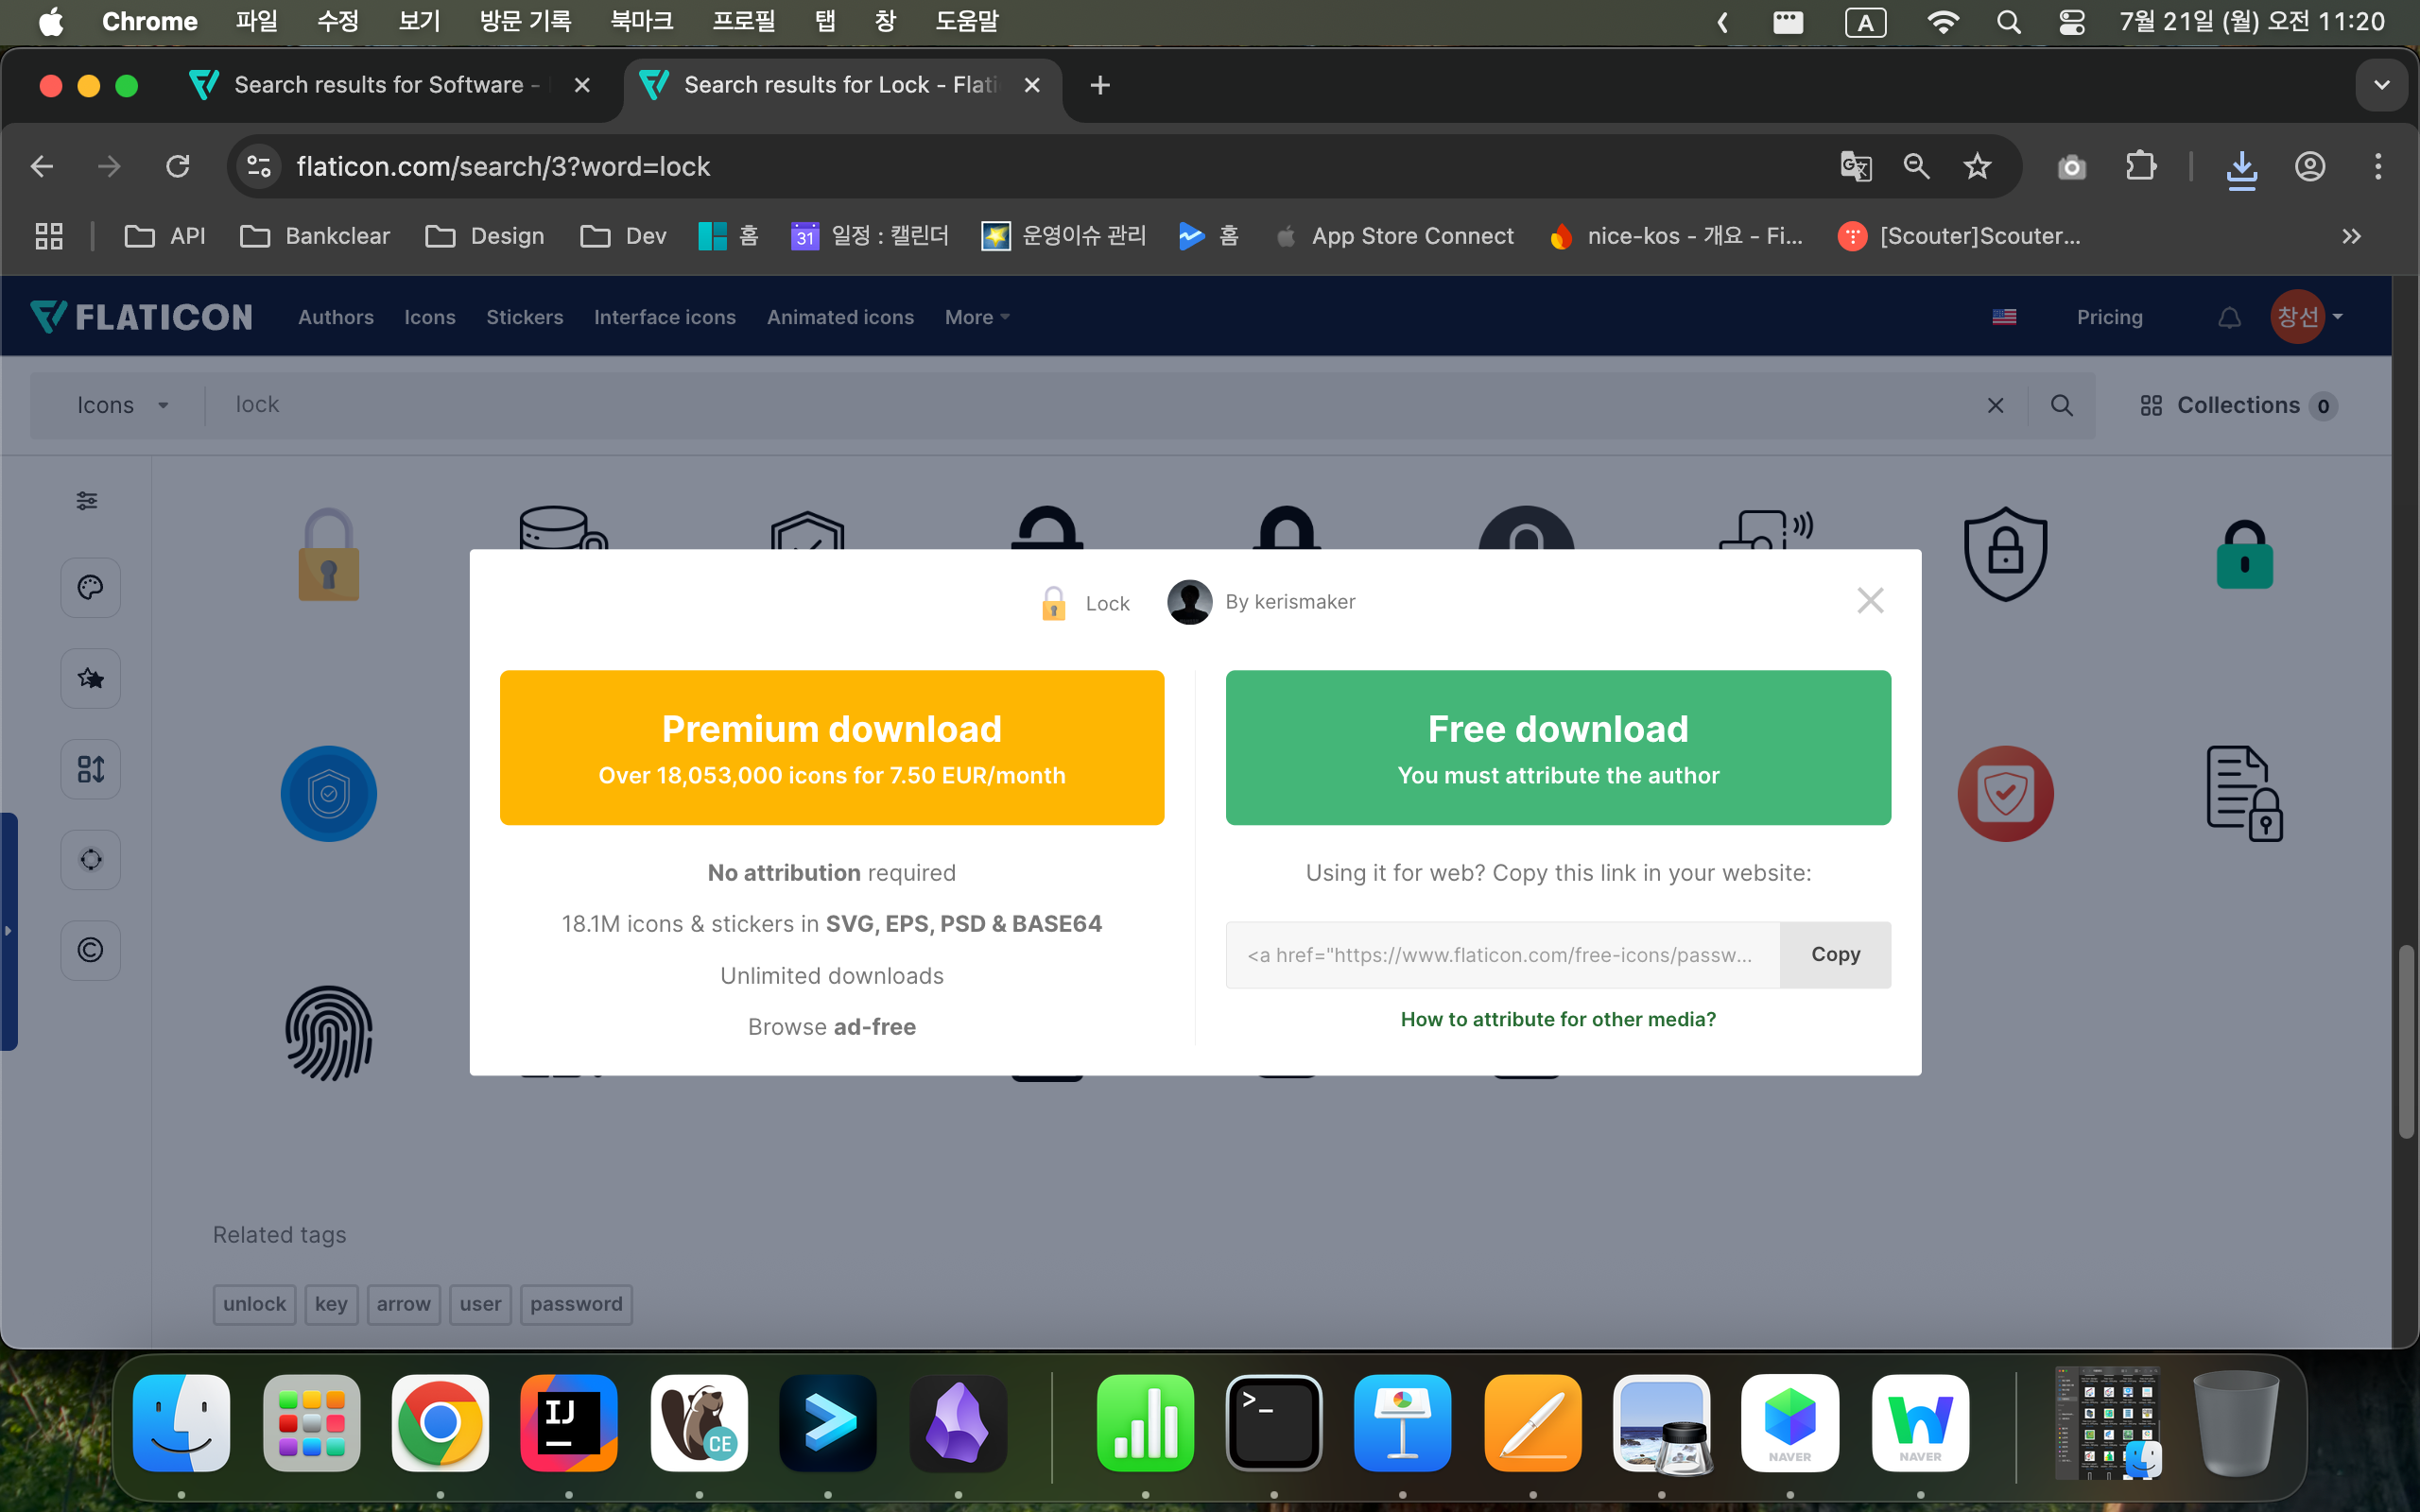 Chrome 파일 수정 보기 방문 기록 북마크 프로필 탭 창 도움말 A 7월 21일 (월) 오전 11:20
Search results for Software - Search results for Lock - Flati
flaticon.com/search/3?word=lock
API Bankclear Design Dev 홈 31 일정 : 캘린더 운영이슈 관리 홈 App Store Connect nice-kos - 개요 - Fi... [Scouter]Scouter...
FLATICON Authors Icons Stickers Interface icons Animated icons More Pricing 창선
Icons lock Collections 0
Lock By kerismaker
Premium download
Over 18,053,000 icons for 7.50 EUR/month
No attribution required
18.1M icons & stickers in SVG, EPS, PSD & BASE64
Unlimited downloads
Browse ad-free
Free download
You must attribute the author
Using it for web? Copy this link in your website:
<a href="https://www.flaticon.com/free-icons/passw... Copy
How to attribute for other media?
Related tags
unlock key arrow user password
IJ CE >_ NAVER NAVER